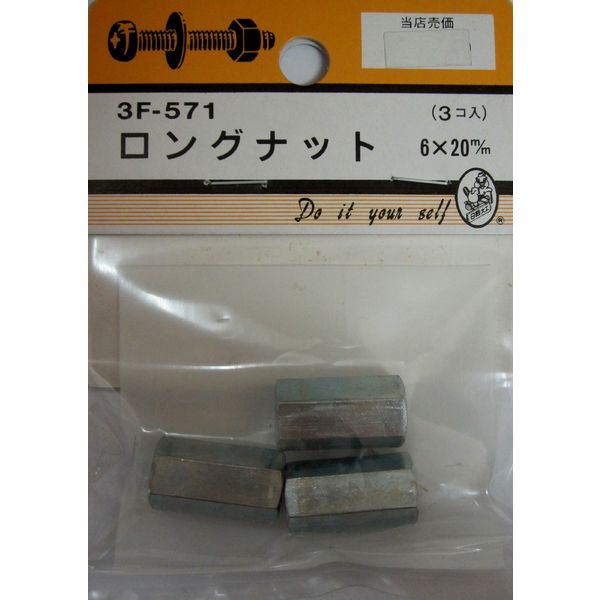 当店売価
3F-571
(3コ入)
ロングナット
6×20m/m
Do it your self
®